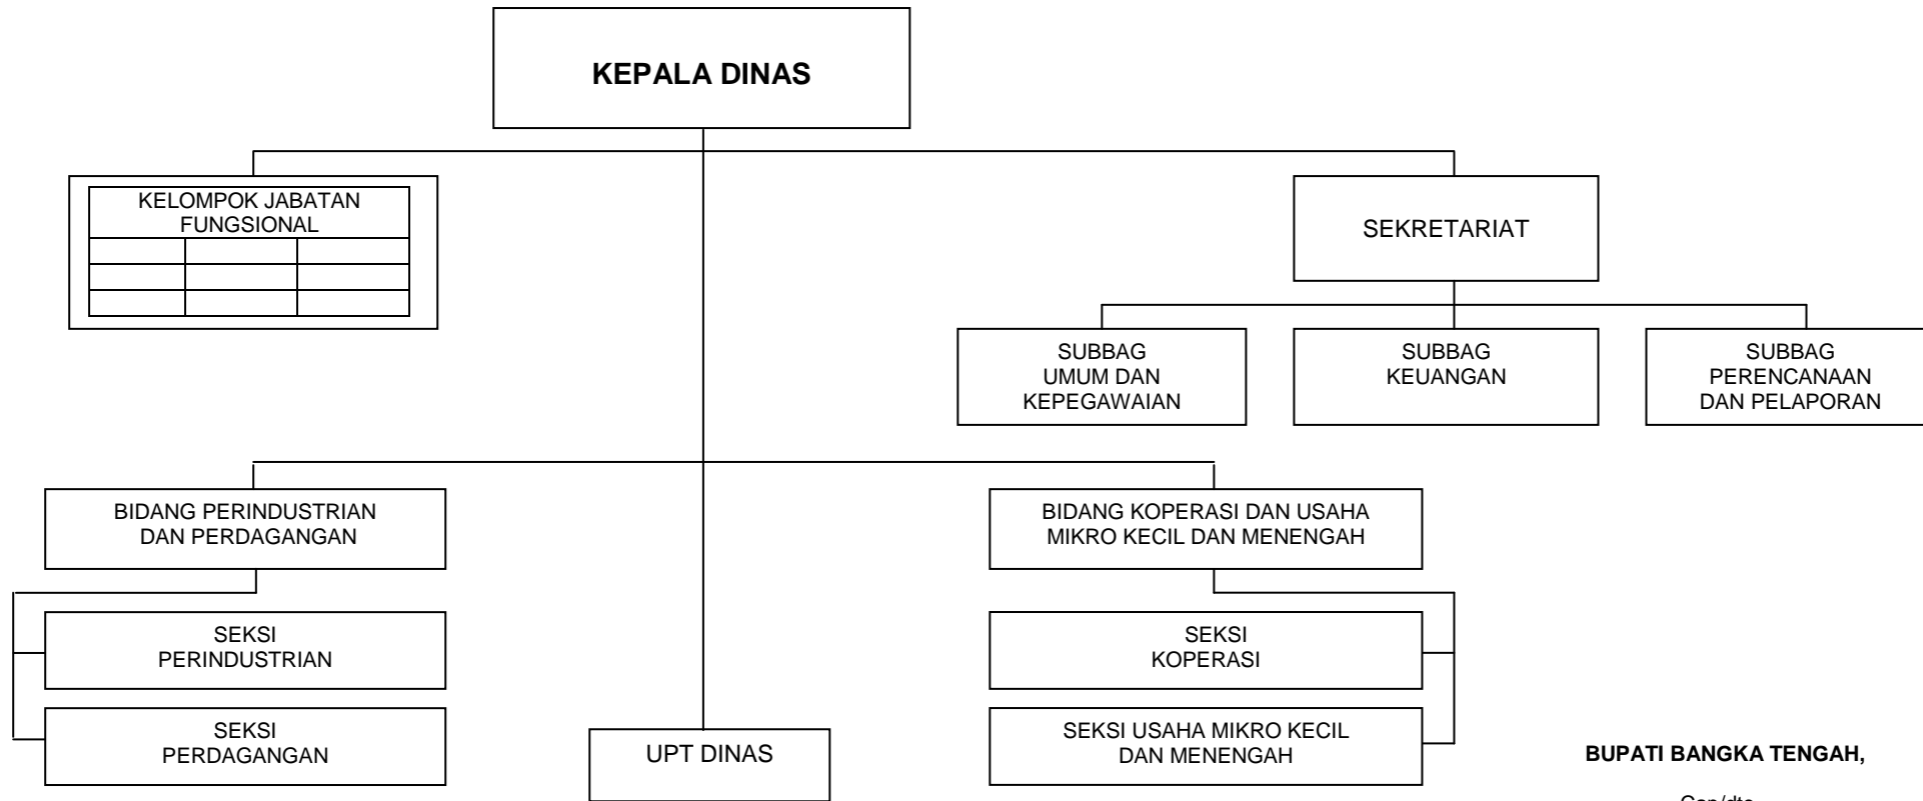 KEPALA DINAS
KELOMPOK JABATAN
FUNGSIONAL
SEKRETARIAT
SUBBAG
UMUM DAN
KEPEGAWAIAN
SUBBAG
KEUANGAN
SUBBAG
PERENCANAAN
DAN PELAPORAN
BIDANG PERINDUSTRIAN
DAN PERDAGANGAN
BIDANG KOPERASI DAN USAHA
MIKRO KECIL DAN MENENGAH
SEKSI
PERINDUSTRIAN
SEKSI
KOPERASI
SEKSI
PERDAGANGAN
UPT DINAS
SEKSI USAHA MIKRO KECIL
DAN MENENGAH
BUPATI BANGKA TENGAH,